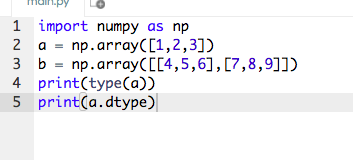 main.py
1 import numpy as np
2 a = np.array([1,2,3])
3 b = np.array([[4,5,6],[7,8,9]])
4 print(type(a))
5 print(a.dtype)